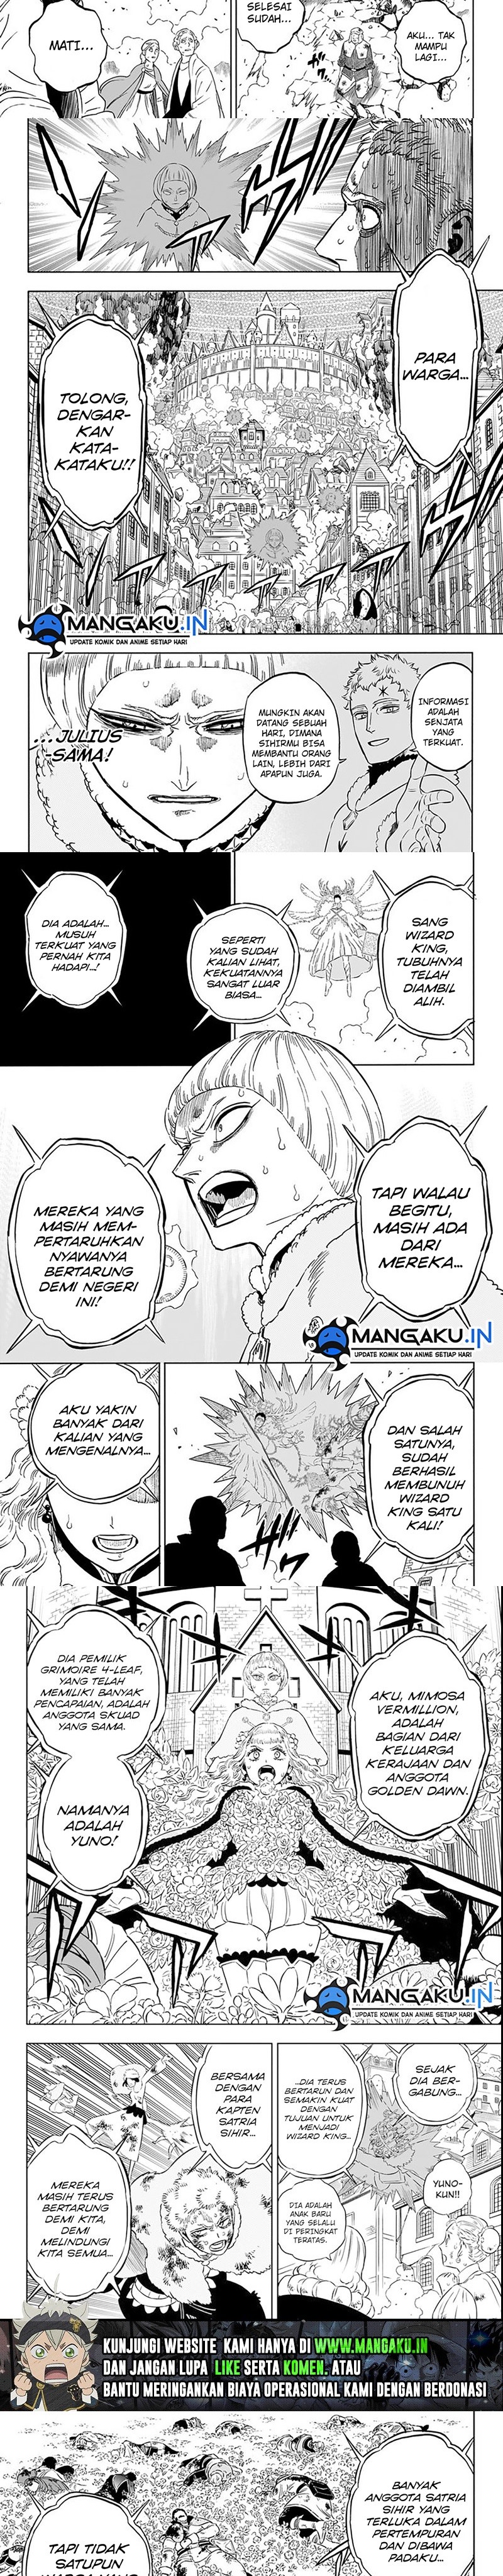 MATI...
SELESAI
SUDAH...
AKU... TAK
MAMPU
LAGI...
PARA
WARGA...
TOLONG,
DENGAR-
KAN
KATA-
KATAKU!!
MANGAKU.IN
UPDATE KOMIK DAN ANIME SETIAP HARI
INFORMASI
ADALAH
SENJATA
YANG
TERKUAT.
MUNGKIN AKAN
DATANG SEBUAH
HARI, DIMANA
SIHIRMU BISA
MEMBANTU ORANG
LAIN, LEBIH DARI
APAPUN JUGA.
...JULIUS
-SAMA!
SANG
WIZARD
KING,
TUBUHNYA
TELAH
DIAMBIL
ALIH.
SEPERTI
YANG SUDAH
KALIAN LIHAT,
KEKUATANNYA
SANGAT LUAR
BIASA...
DIA ADALAH...
MUSUH
TERKUAT YANG
PERNAH KITA
HADAPI...!
TAPI WALAU
BEGITU,
MASIH ADA
DARI
MEREKA...
MEREKA YANG
MASIH MEM-
PERTARUHKAN
NYAWANYA
BERTARUNG
DEMI NEGERI
INI!
MANGAKU.IN
UPDATE KOMIK DAN ANIME SETIAP HARI
DAN SALAH
SATUNYA,
SUDAH
BERHASIL
MEMBUNUH
WIZARD
KING SATU
KALI!
AKU YAKIN
BANYAK DARI
KALIAN YANG
MENGENALNYA...
AKU, MIMOSA
VERMILLION,
ADALAH
BAGIAN DARI
KELUARGA
KERAJAAN DAN
ANGGOTA
GOLDEN DAWN.
DIA PEMILIK
GRIMOIRE 4-LEAF,
YANG TELAH
MEMILIKI BANYAK
PENCAPAIAN, ADALAH
ANGGOTA SKUAD
YANG SAMA.
NAMANYA
ADALAH
YUNO!
MANGAKU.IN
UPDATE KOMIK DAN ANIME SETIAP HARI
SEJAK
DIA BER-
GABUNG...
...DIA TERUS
BERTARUN DAN
SEMAKIN KUAT
DENGAN
TUJUAN UNTUK
MENJADI
WIZARD KING...
YUNO-
KUN!!
DIA ADALAH
ANAK BARU
YANG SELALU
DI PERINGKAT
TERATAS.
BERSAMA
DENGAN
PARA
KAPTEN
SATRIA
SIHIR...
MEREKA
MASIH TERUS
BERTARUNG
DEMI KITA,
DEMI
MELINDUNGI
KITA SEMUA...
KUNJUNGI WEBSITE KAMI HANYA DI WWW.MANGAKU.IN
DAN JANGAN LUPA LIKE SERTA KOMEN. ATAU
BANTU MERINGANKAN BIAYA OPERASIONAL KAMI DENGAN BERDONASI
BANYAK
ANGGOTA SATRIA
SIHIR YANG
TERLUKA DALAM
PERTEMPURAN
DAN DIBAWA
PADAKU...
TAPI TIDAK
SATUPUN